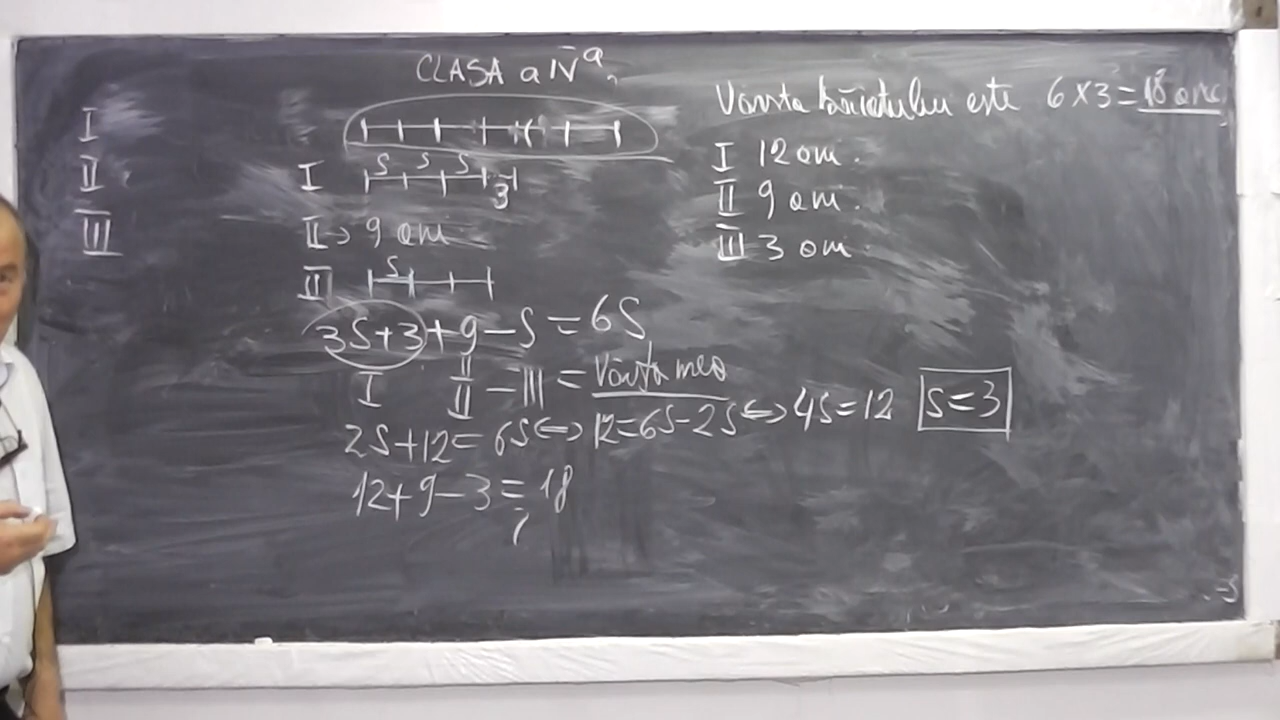 CLASA a IV a
I
II
III
I S S S 3
II → 9 ani
III S
3S+3+9-S=6S
I II - III = Vârsta mea
2S+12=6S⇔12=6S-2S⇔4S=12 S=3
12+9-3=18
?
Varsta băiatului este 6×3=18 ani
I 12 ani.
II 9 ani.
III 3 ani.